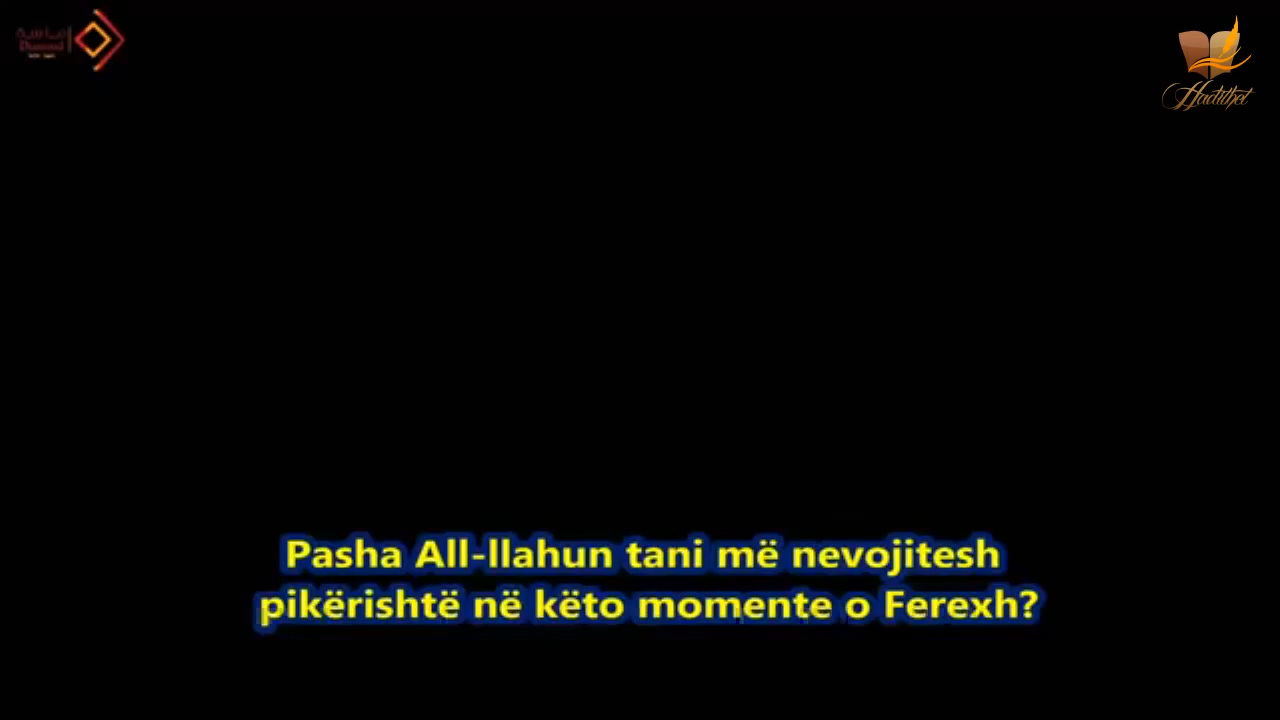 Hadithet
Pasha All-llahun tani më nevojitesh
pikërishtë në këto momente o Ferexh?